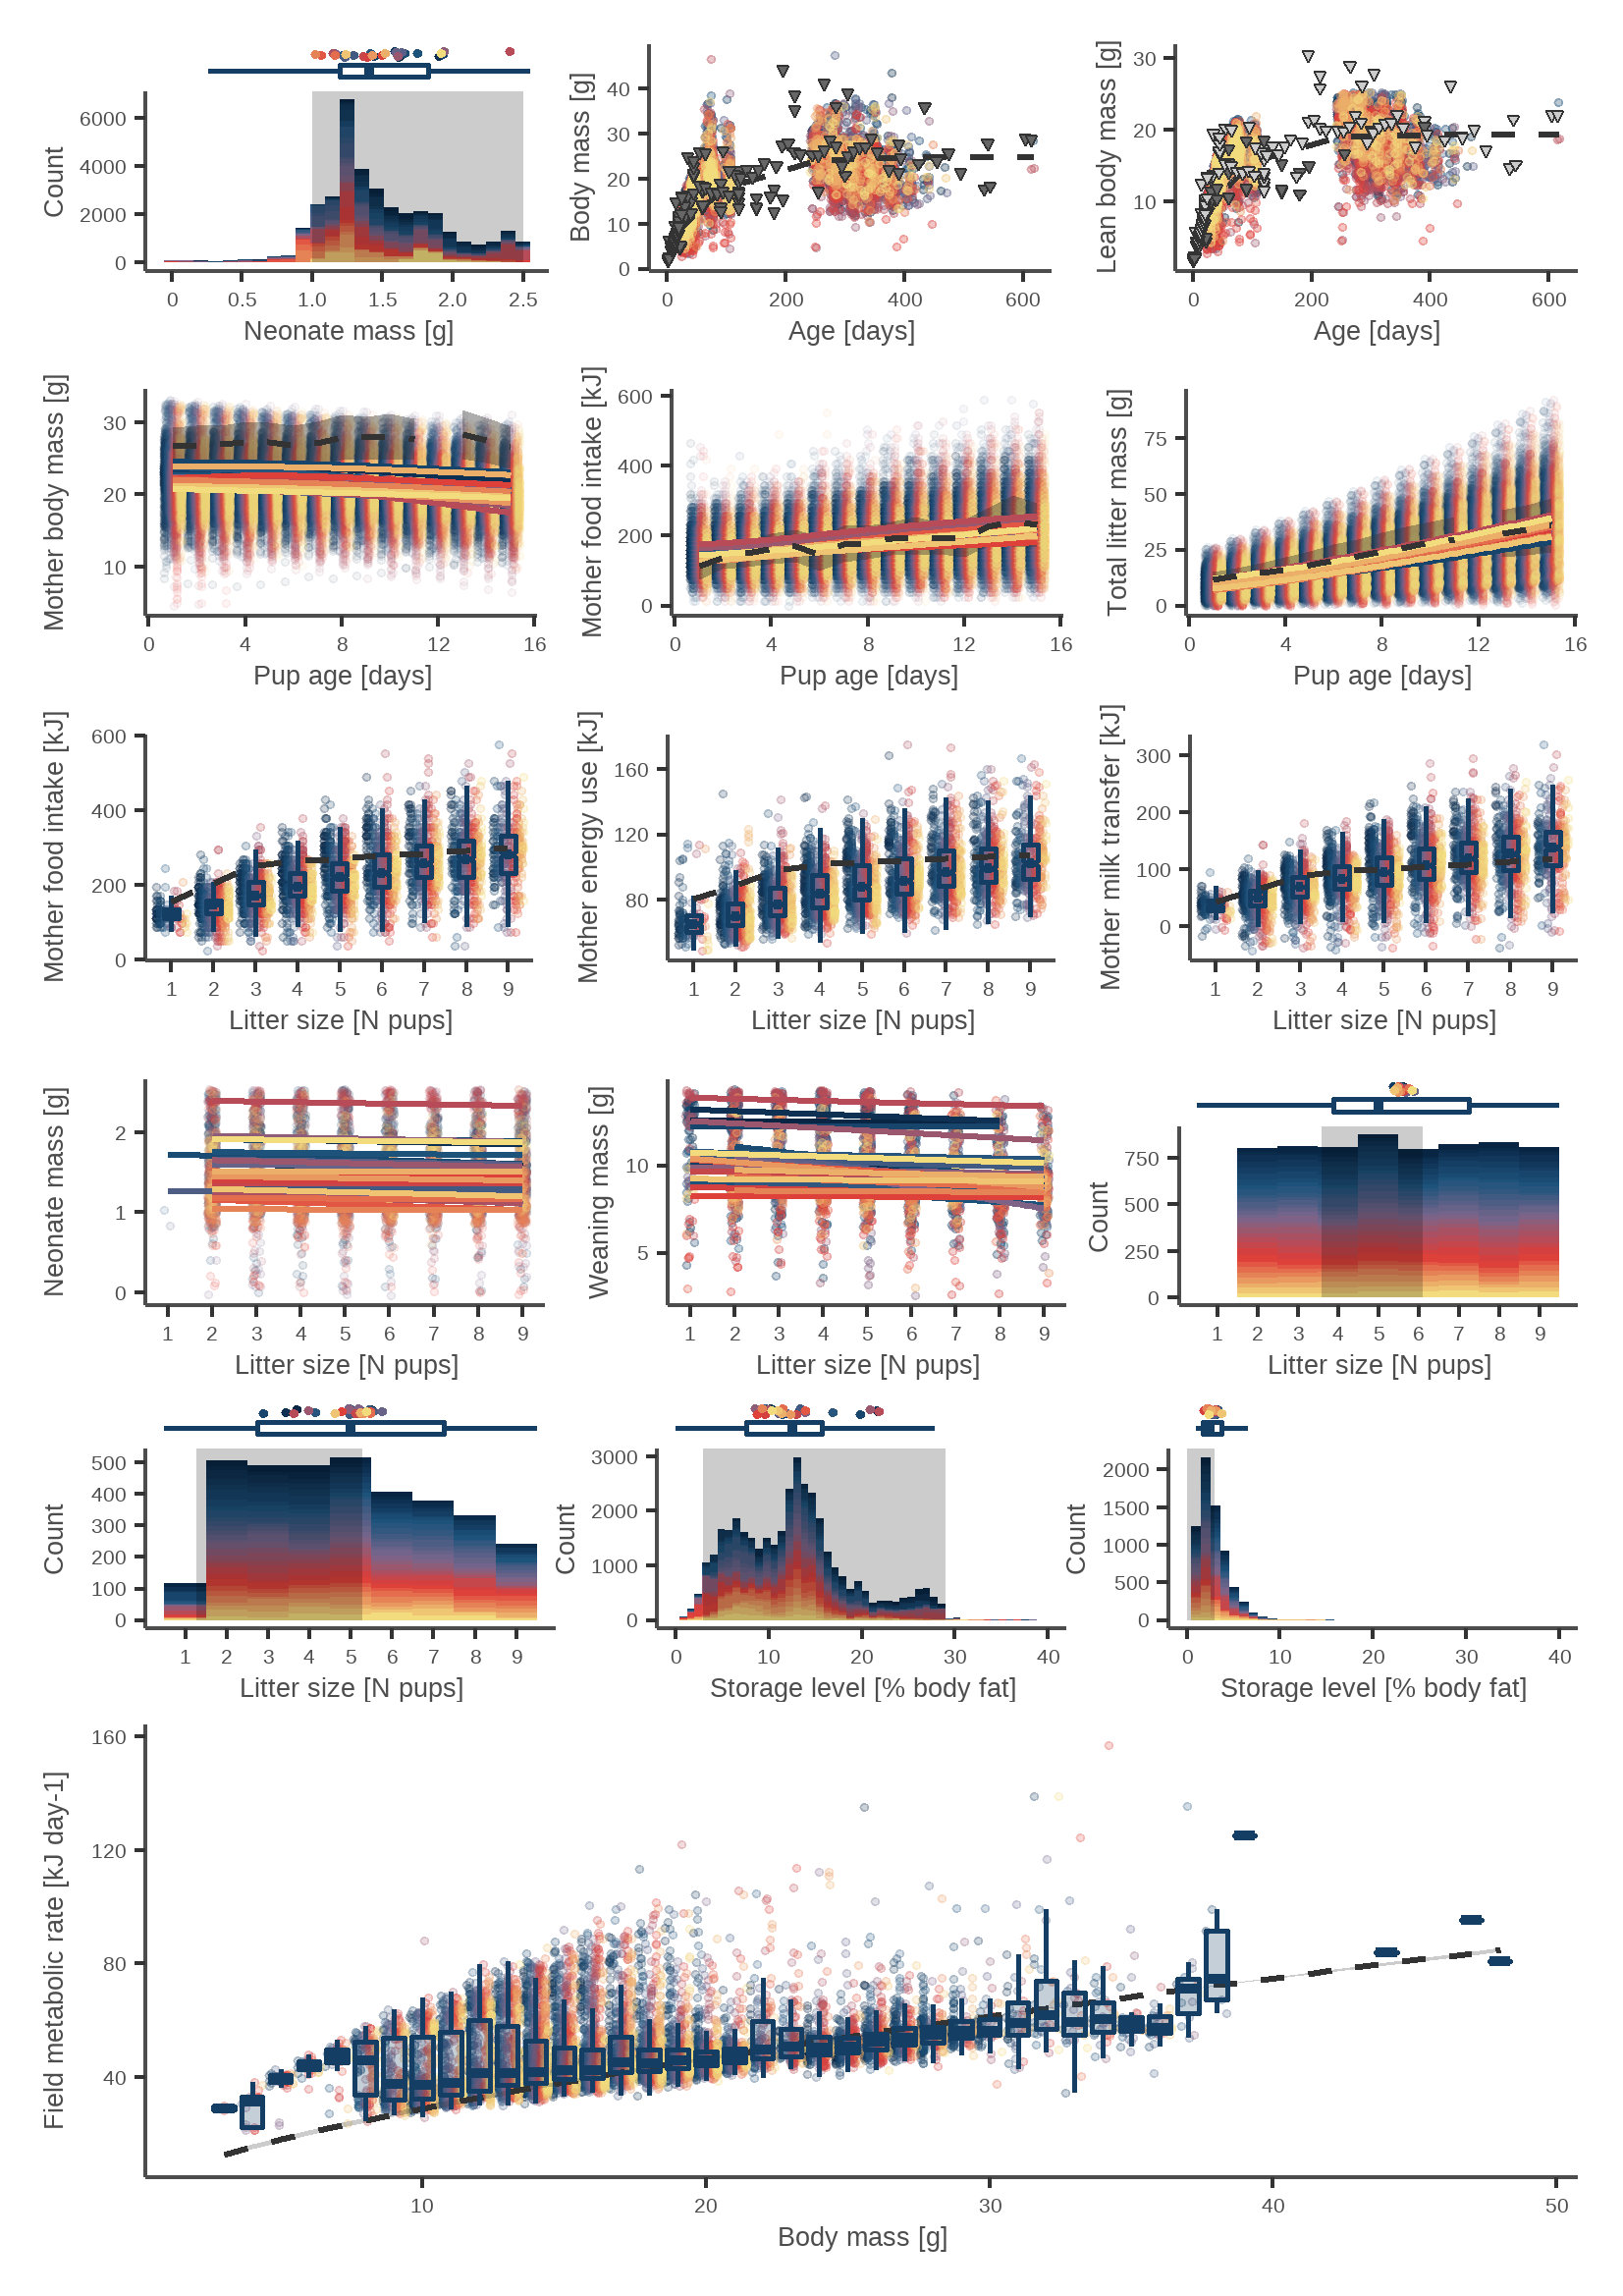 Count
6000
4000
2000
0
0 0.5 1.0 1.5 2.0 2.5
Neonate mass [g]
Body mass [g]
40
30
20
10
0
0 200 400 600
Age [days]
Lean body mass [g]
30
20
10
0 200 400 600
Age [days]
Mother body mass [g]
30
20
10
0 4 8 12 16
Pup age [days]
Mother food intake [kJ]
600
400
200
0
0 4 8 12 16
Pup age [days]
Total litter mass [g]
75
50
25
0
0 4 8 12 16
Pup age [days]
Mother food intake [kJ]
600
400
200
0
1 2 3 4 5 6 7 8 9
Litter size [N pups]
Mother energy use [kJ]
160
120
80
1 2 3 4 5 6 7 8 9
Litter size [N pups]
Mother milk transfer [kJ]
300
200
100
0
1 2 3 4 5 6 7 8 9
Litter size [N pups]
Neonate mass [g]
2
1
0
1 2 3 4 5 6 7 8 9
Litter size [N pups]
Weaning mass [g]
10
5
1 2 3 4 5 6 7 8 9
Litter size [N pups]
Count
750
500
250
0
1 2 3 4 5 6 7 8 9
Litter size [N pups]
Count
500
400
300
200
100
0
1 2 3 4 5 6 7 8 9
Litter size [N pups]
Count
3000
2000
1000
0
0 10 20 30 40
Storage level [% body fat]
Count
2000
1500
1000
500
0
0 10 20 30 40
Storage level [% body fat]
Field metabolic rate [kJ day-1]
160
120
80
40
10 20 30 40 50
Body mass [g]